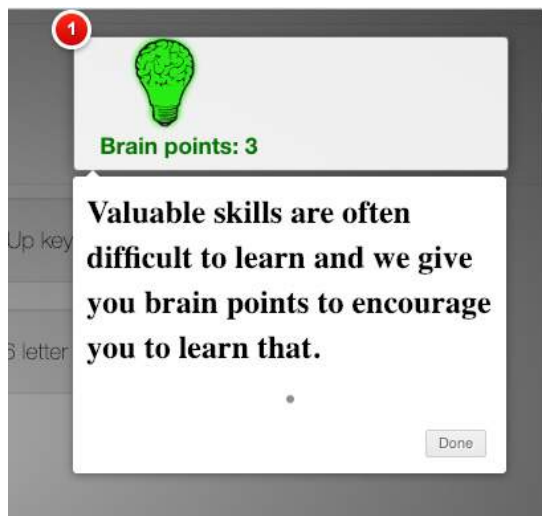 1
Brain points: 3
Valuable skills are often
difficult to learn and we give
you brain points to encourage
you to learn that.
Up key
6 letter
Done